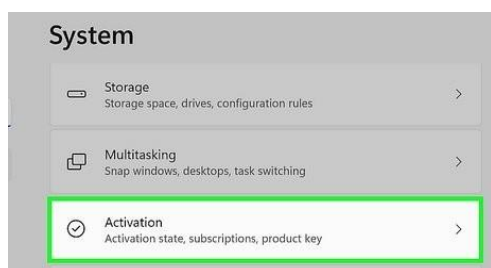 System
Storage
Storage space, drives, configuration rules
Multitasking
Snap windows, desktops, task switching
Activation
Activation state, subscriptions, product key